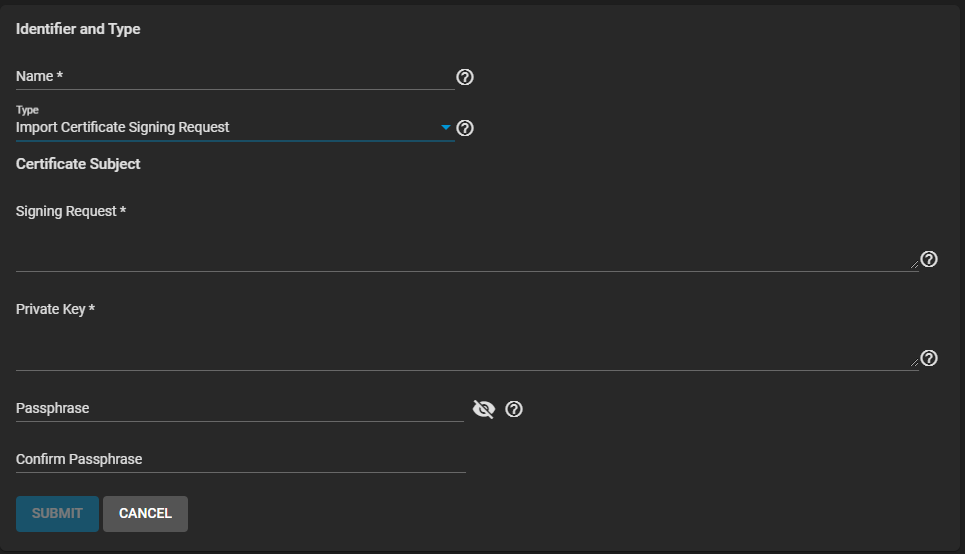 Identifier and Type
Name *
Type
Import Certificate Signing Request
Certificate Subject
Signing Request *
Private Key *
Passphrase
Confirm Passphrase
SUBMIT CANCEL